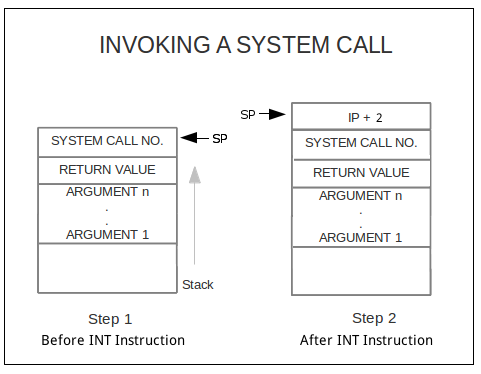 INVOKING A SYSTEM CALL
SP
IP + 2
SYSTEM CALL NO.
SP
SYSTEM CALL NO.
RETURN VALUE
RETURN VALUE
ARGUMENT n
.
.
ARGUMENT 1
ARGUMENT n
.
.
ARGUMENT 1
Stack
Step 1
Before INT Instruction
Step 2
After INT Instruction